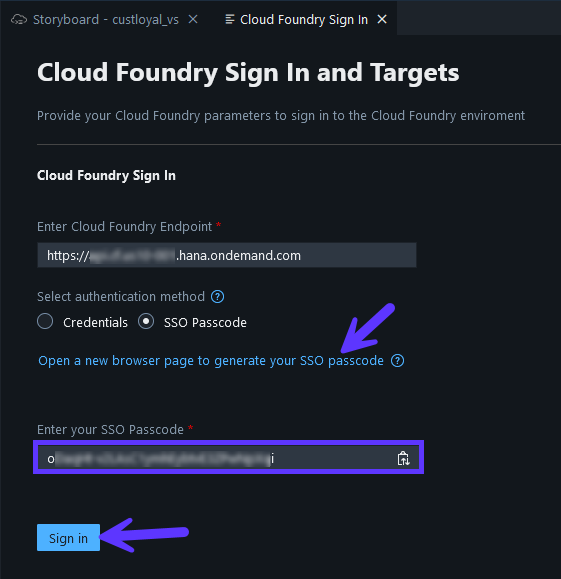 Storyboard - custloyal_vs
Cloud Foundry Sign In
Cloud Foundry Sign In and Targets
Provide your Cloud Foundry parameters to sign in to the Cloud Foundry enviroment
Cloud Foundry Sign In
Enter Cloud Foundry Endpoint *
https:// .hana.ondemand.com
Select authentication method
Credentials SSO Passcode
Open a new browser page to generate your SSO passcode
Enter your SSO Passcode *
Sign in